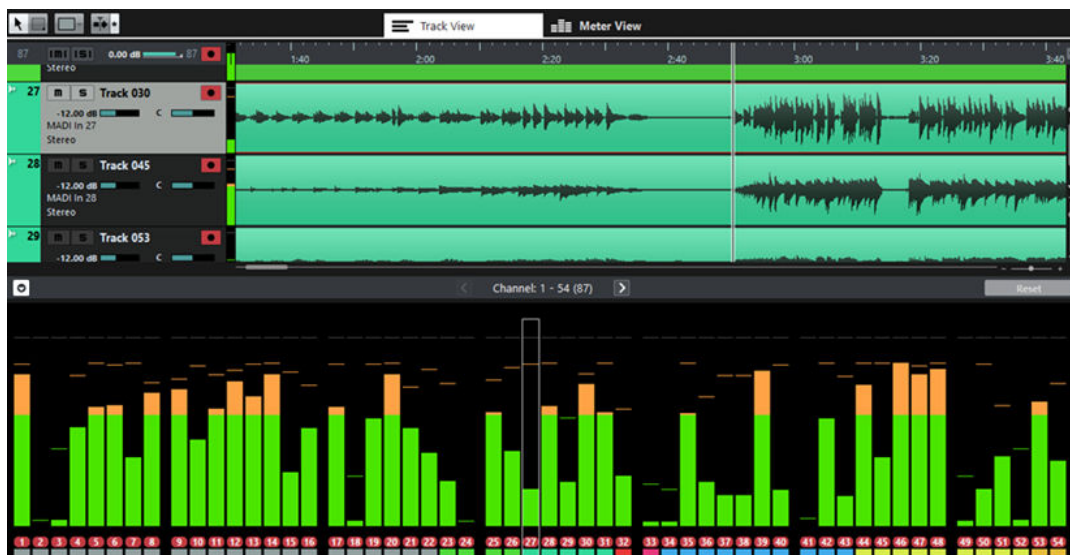 Track View Meter View
87 m S 0.00 dB 87
Stereo
1:40 2:00 2:20 2:40 3:00 3:20 3:40
27 m S Track 030
-12.00 dB C
MADI In 27
Stereo
28 m S Track 045
-12.00 dB C
MADI In 28
Stereo
29 m S Track 053
-12.00 dB C
Channel: 1 - 54 (87) Reset
1 2 3 4 5 6 7 8 9 10 11 12 13 14 15 16 17 18 19 20 21 22 23 24 25 26 27 28 29 30 31 32 33 34 35 36 37 38 39 40 41 42 43 44 45 46 47 48 49 50 51 52 53 54